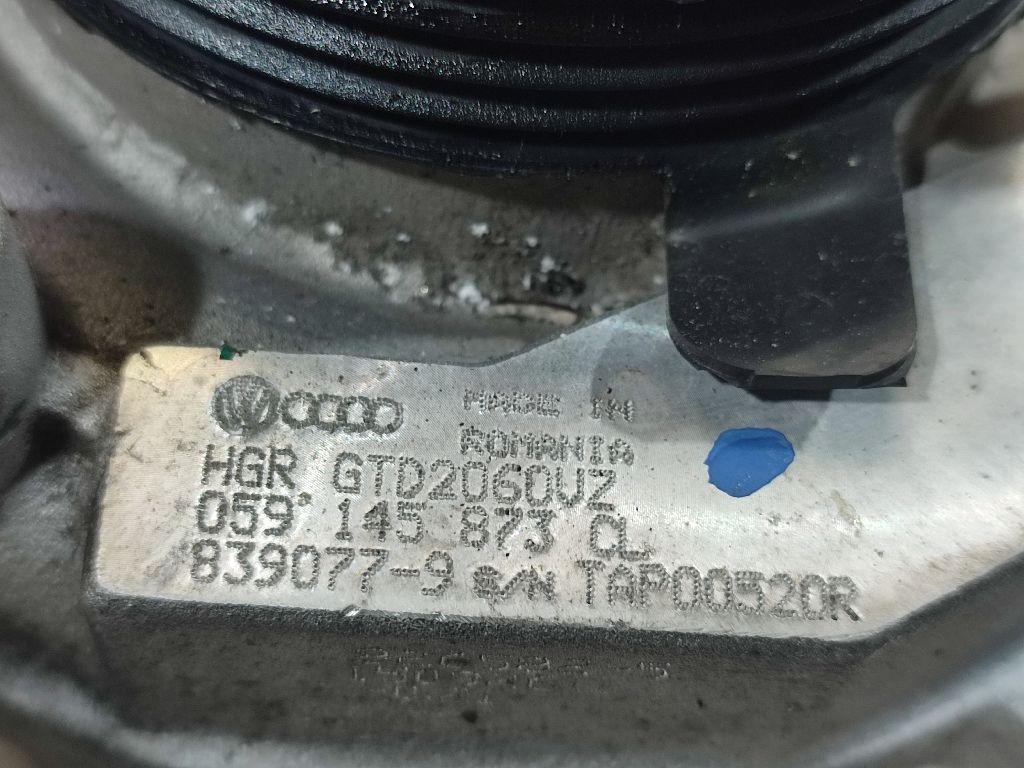 MADE IN
ROMANIA
HGR GTD2060VZ
059 145 873 CL
839077-9 S/N TAP00520R